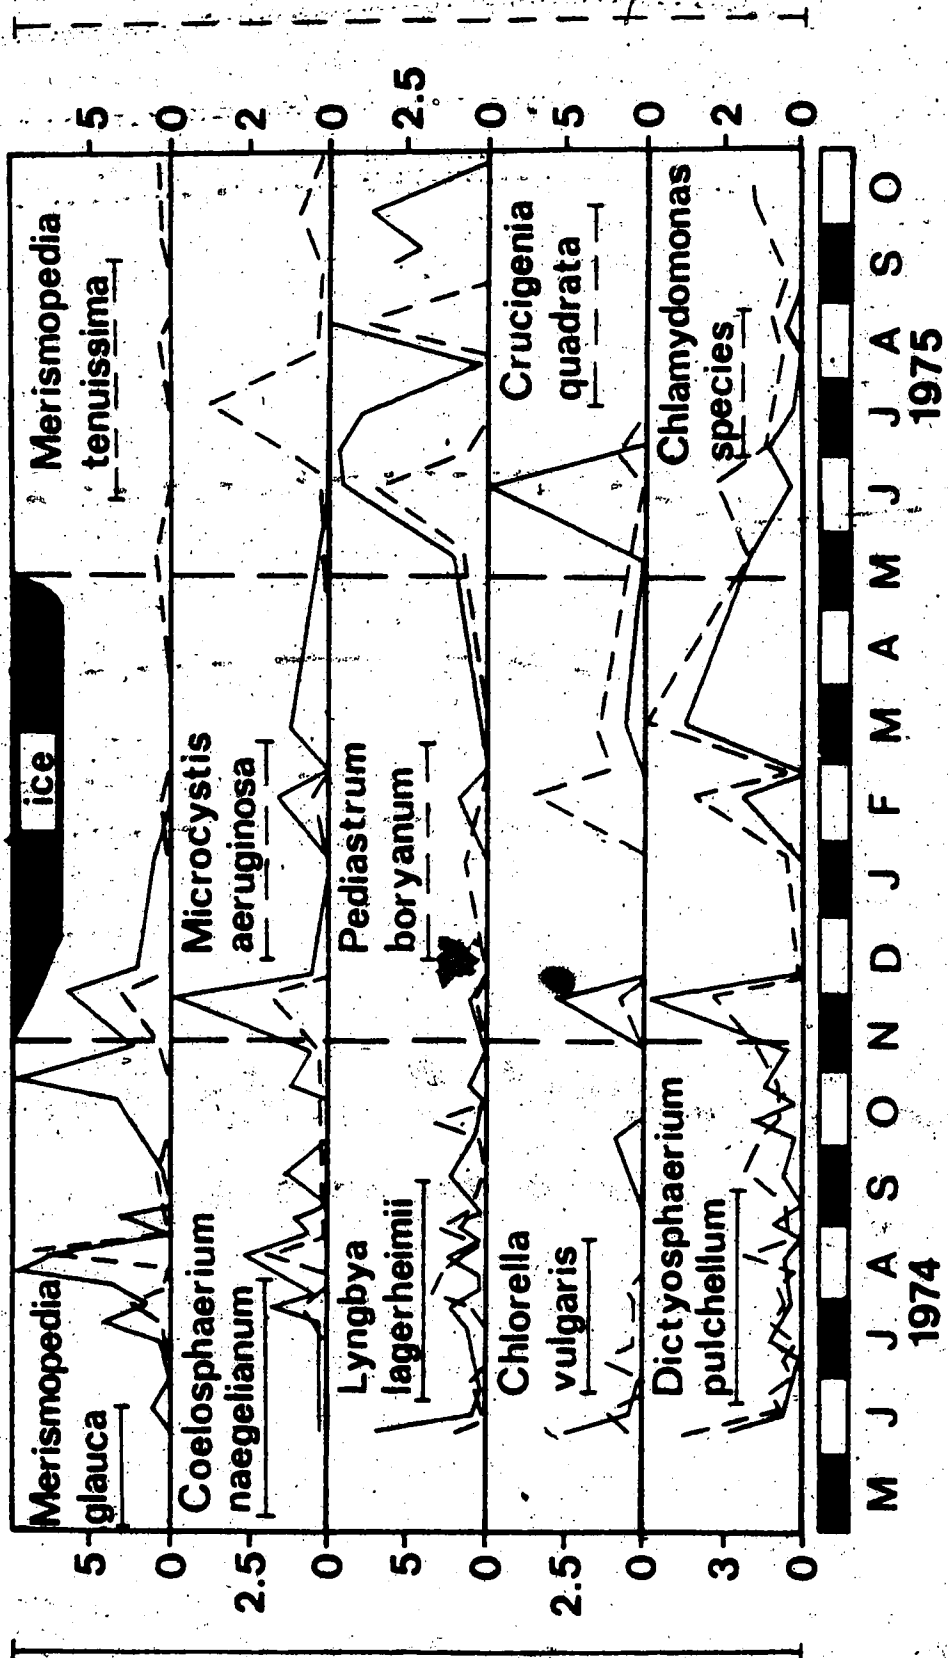 Merismopedia
glauca
Merismopedia
tenuissima
ice
5
0
5
0
Coelosphaerium
naegelianum
Microcystis
aeruginosa
2.5
0
2
0
Lyngbya
lagerheimii
Pediastrum
boryanum
5
0
2.5
0
Chlorella
vulgaris
Crucigenia
quadrata
2.5
0
5
0
Dictyosphaerium
pulchellum
Chlamydomonas
species
3
0
2
0
M J J A S O N D J F M A M J J A S O
1974 1975